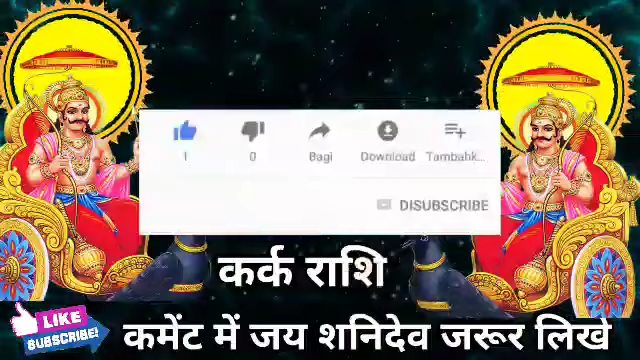 1
0
Bagi
Download
Tambahk...
DISUBSCRIBE
कर्क राशि
LIKE
SUBSCRIBE!
कमेंट में जय शनिदेव जरूर लिखे